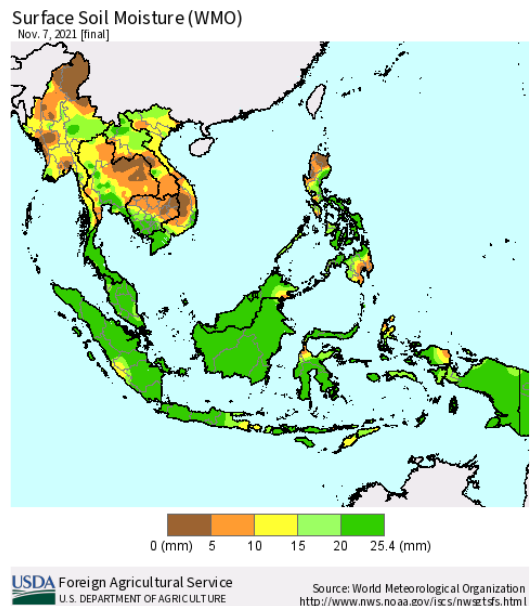 Surface Soil Moisture (WMO)
Nov. 7, 2021 [final]
0 (mm) 5 10 15 20 25.4 (mm)
USDA Foreign Agricultural Service
U.S. DEPARTMENT OF AGRICULTURE
Source: World Meteorological Organization
http://www.nws.noaa.gov/iscs/nwsgtsfs.html